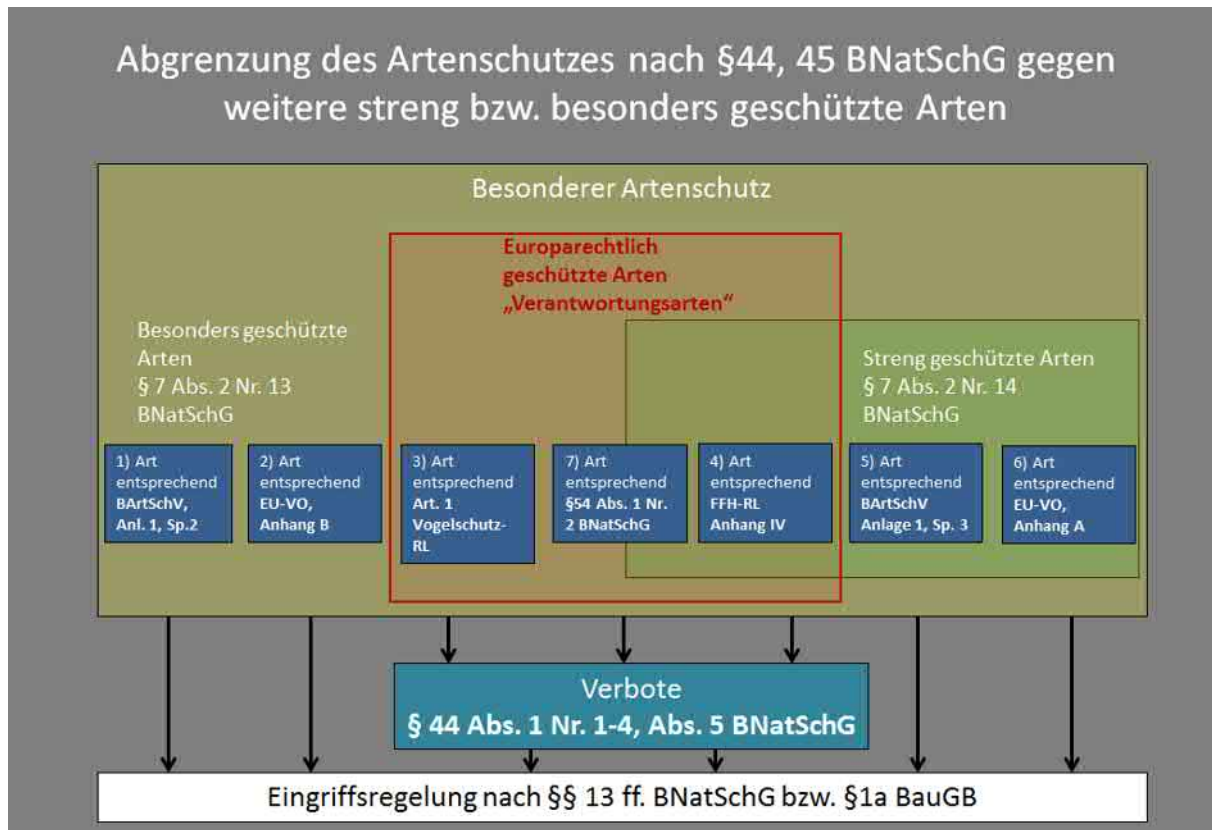 Abgrenzung des Artenschutzes nach §44, 45 BNatSchG gegen
weitere streng bzw. besonders geschützte Arten
Besonderer Artenschutz
Europarechtlich
geschützte Arten
„Verantwortungsarten“
Besonders geschützte
Arten
§ 7 Abs. 2 Nr. 13
BNatSchG
Streng geschützte Arten
§ 7 Abs. 2 Nr. 14
BNatSchG
1) Art
entsprechend
BArtSchV,
Anl. 1, Sp.2
2) Art
entsprechend
EU-VO,
Anhang B
3) Art
entsprechend
Art. 1
Vogelschutz-
RL
7) Art
entsprechend
§54 Abs. 1 Nr.
2 BNatSchG
4) Art
entsprechend
FFH-RL
Anhang IV
5) Art
entsprechend
BArtSchV
Anlage 1, Sp. 3
6) Art
entsprechend
EU-VO,
Anhang A
Verbote
§ 44 Abs. 1 Nr. 1-4, Abs. 5 BNatSchG
Eingriffsregelung nach §§ 13 ff. BNatSchG bzw. §1a BauGB